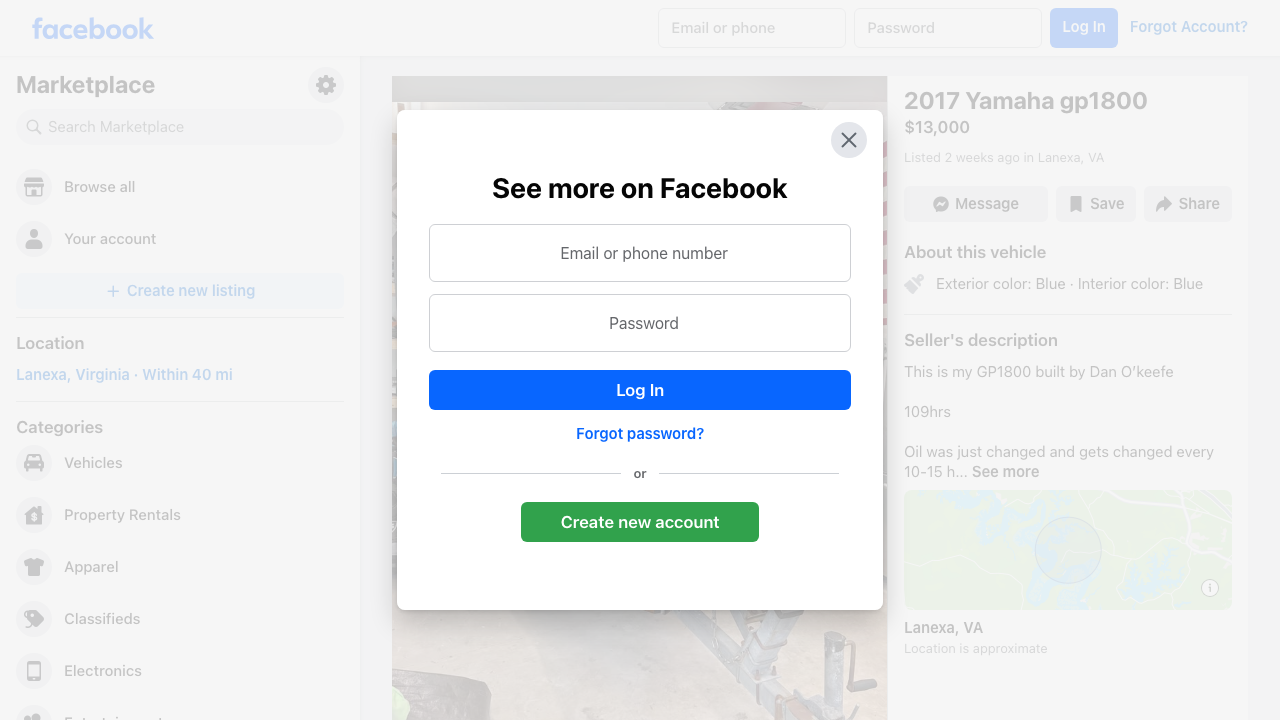 facebook
Email or phone
Password
Log In
Forgot Account?
Marketplace
Search Marketplace
Browse all
Your account
Create new listing
Location
Lanexa, Virginia · Within 40 mi
Categories
Vehicles
Property Rentals
Apparel
Classifieds
Electronics
See more on Facebook
Email or phone number
Password
Log In
Forgot password?
or
Create new account
2017 Yamaha gp1800
$13,000
Listed 2 weeks ago in Lanexa, VA
Message
Save
Share
About this vehicle
Exterior color: Blue · Interior color: Blue
Seller's description
This is my GP1800 built by Dan O’keefe
109hrs
Oil was just changed and gets changed every
10-15 h... See more
Lanexa, VA
Location is approximate